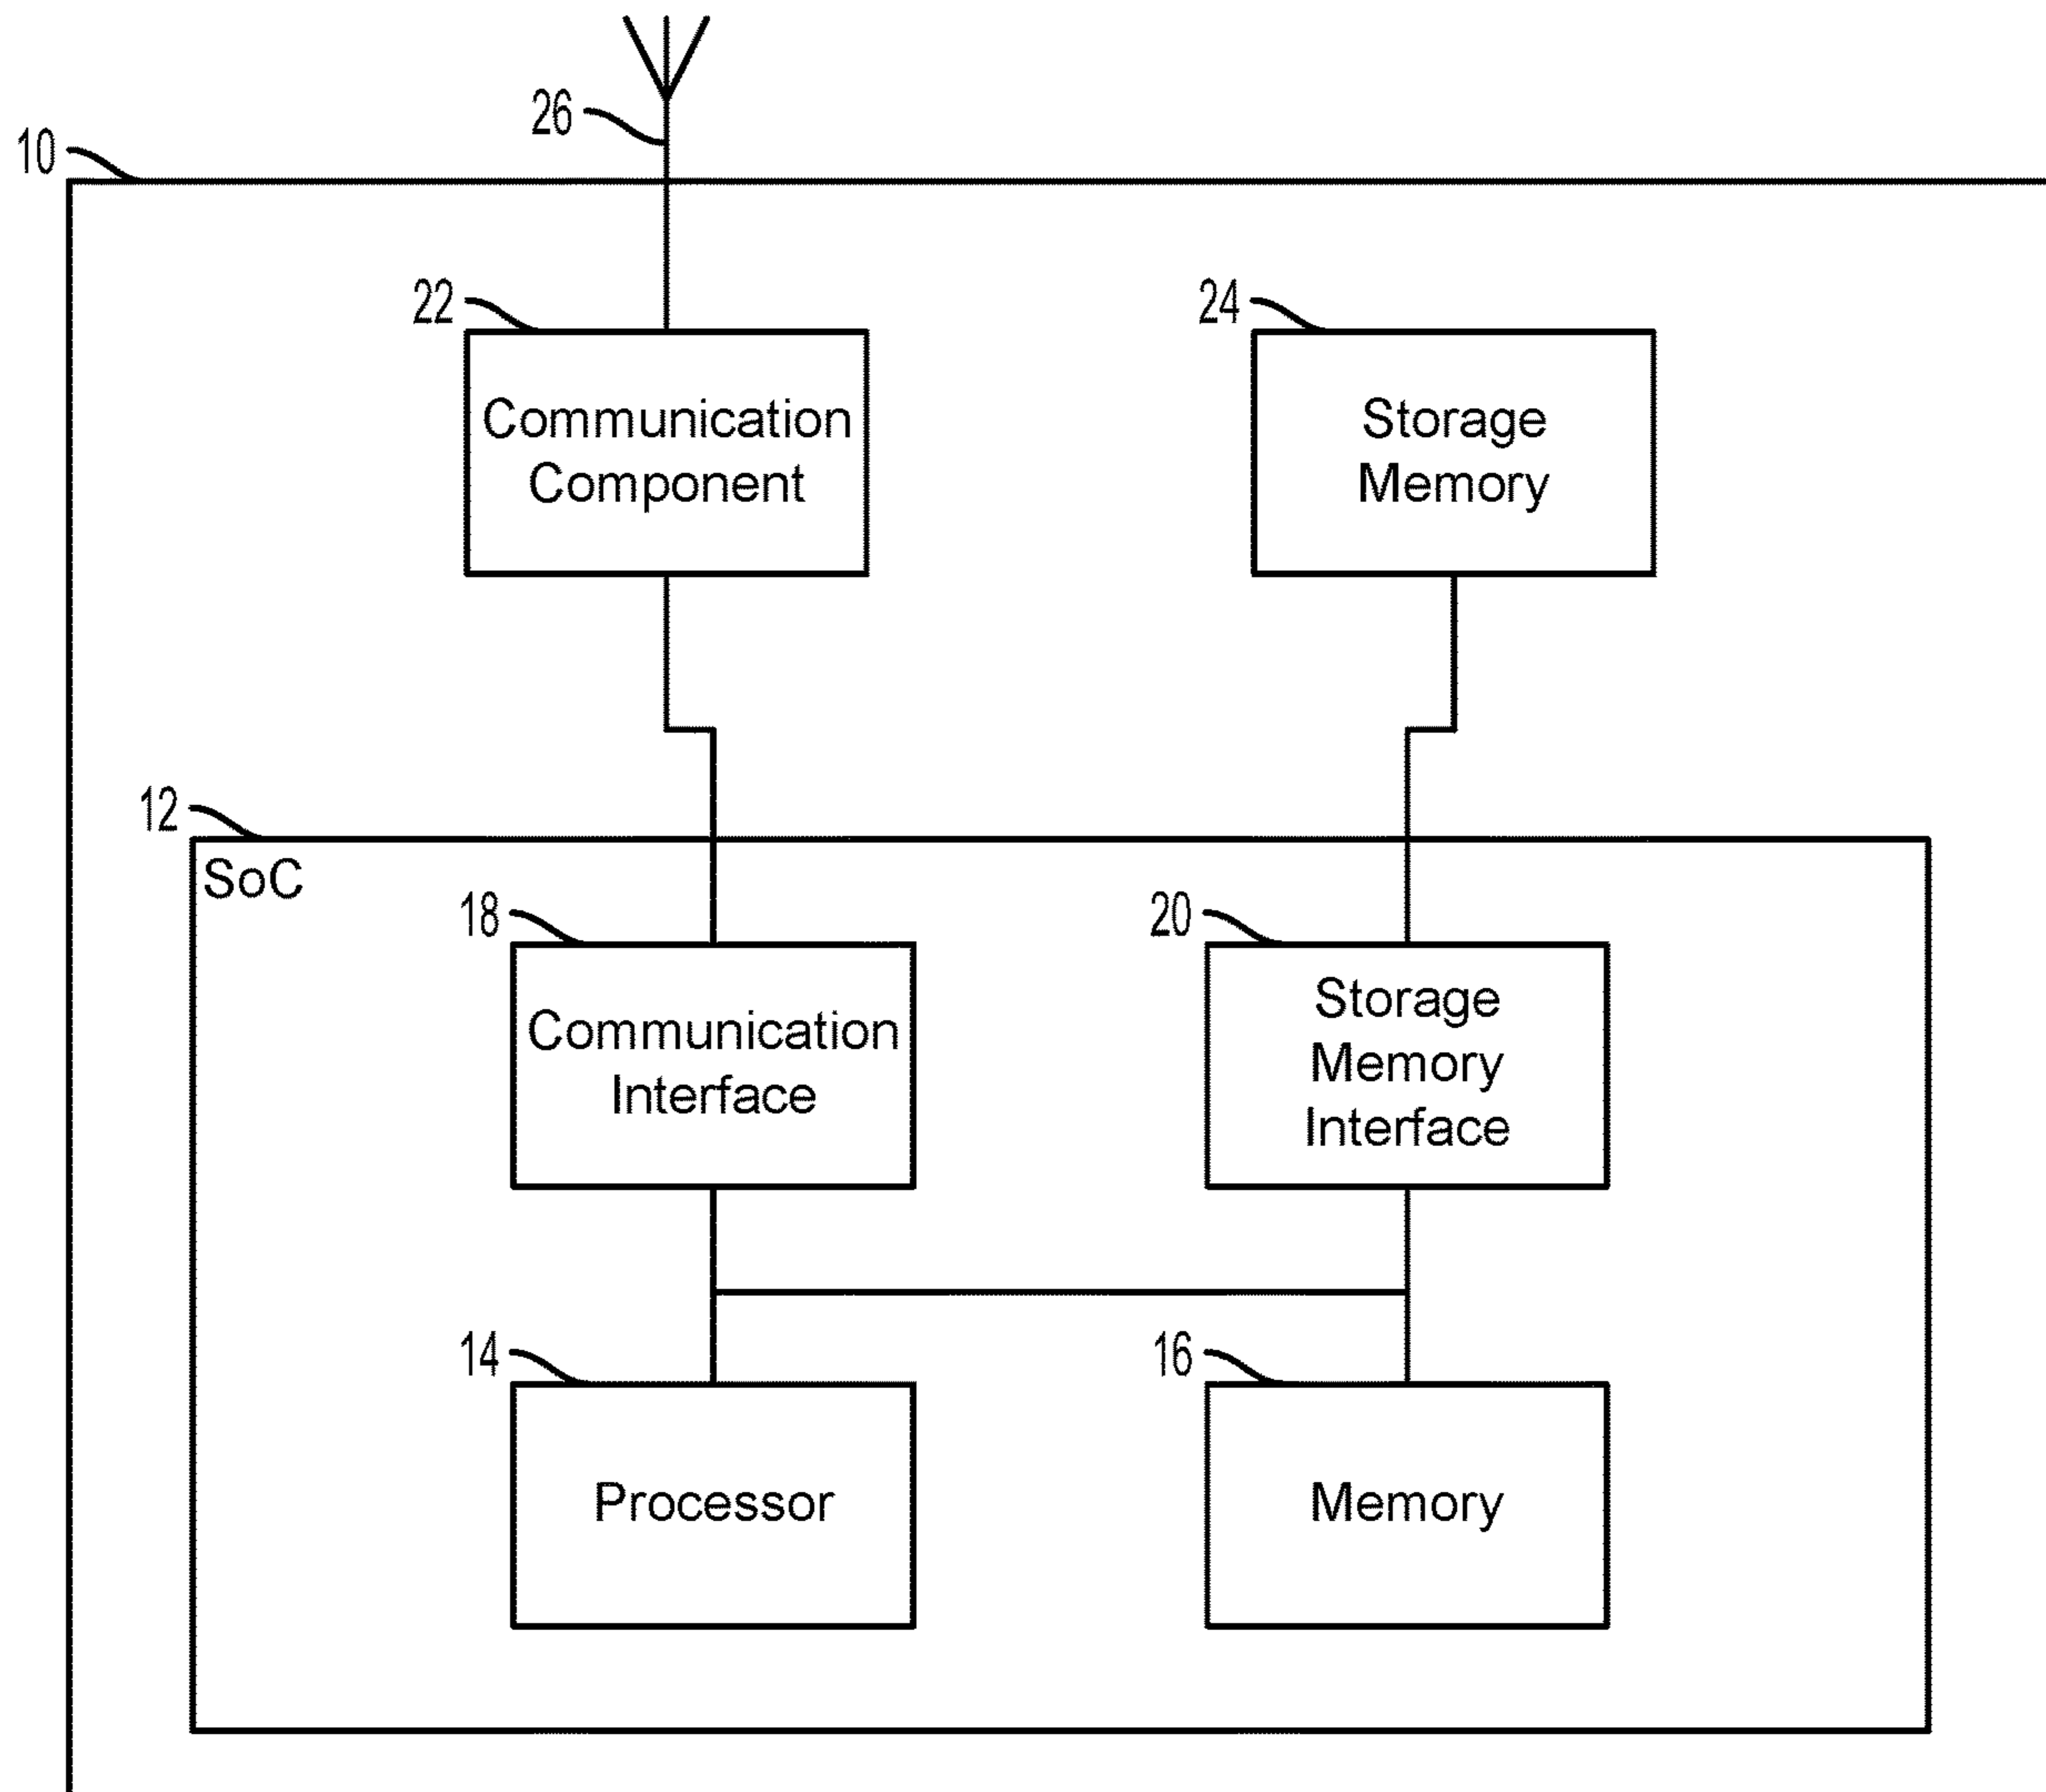 26
10
22
24
Communication
Component
Storage
Memory
12
SoC
18
20
Communication
Interface
Storage
Memory
Interface
14
16
Processor
Memory